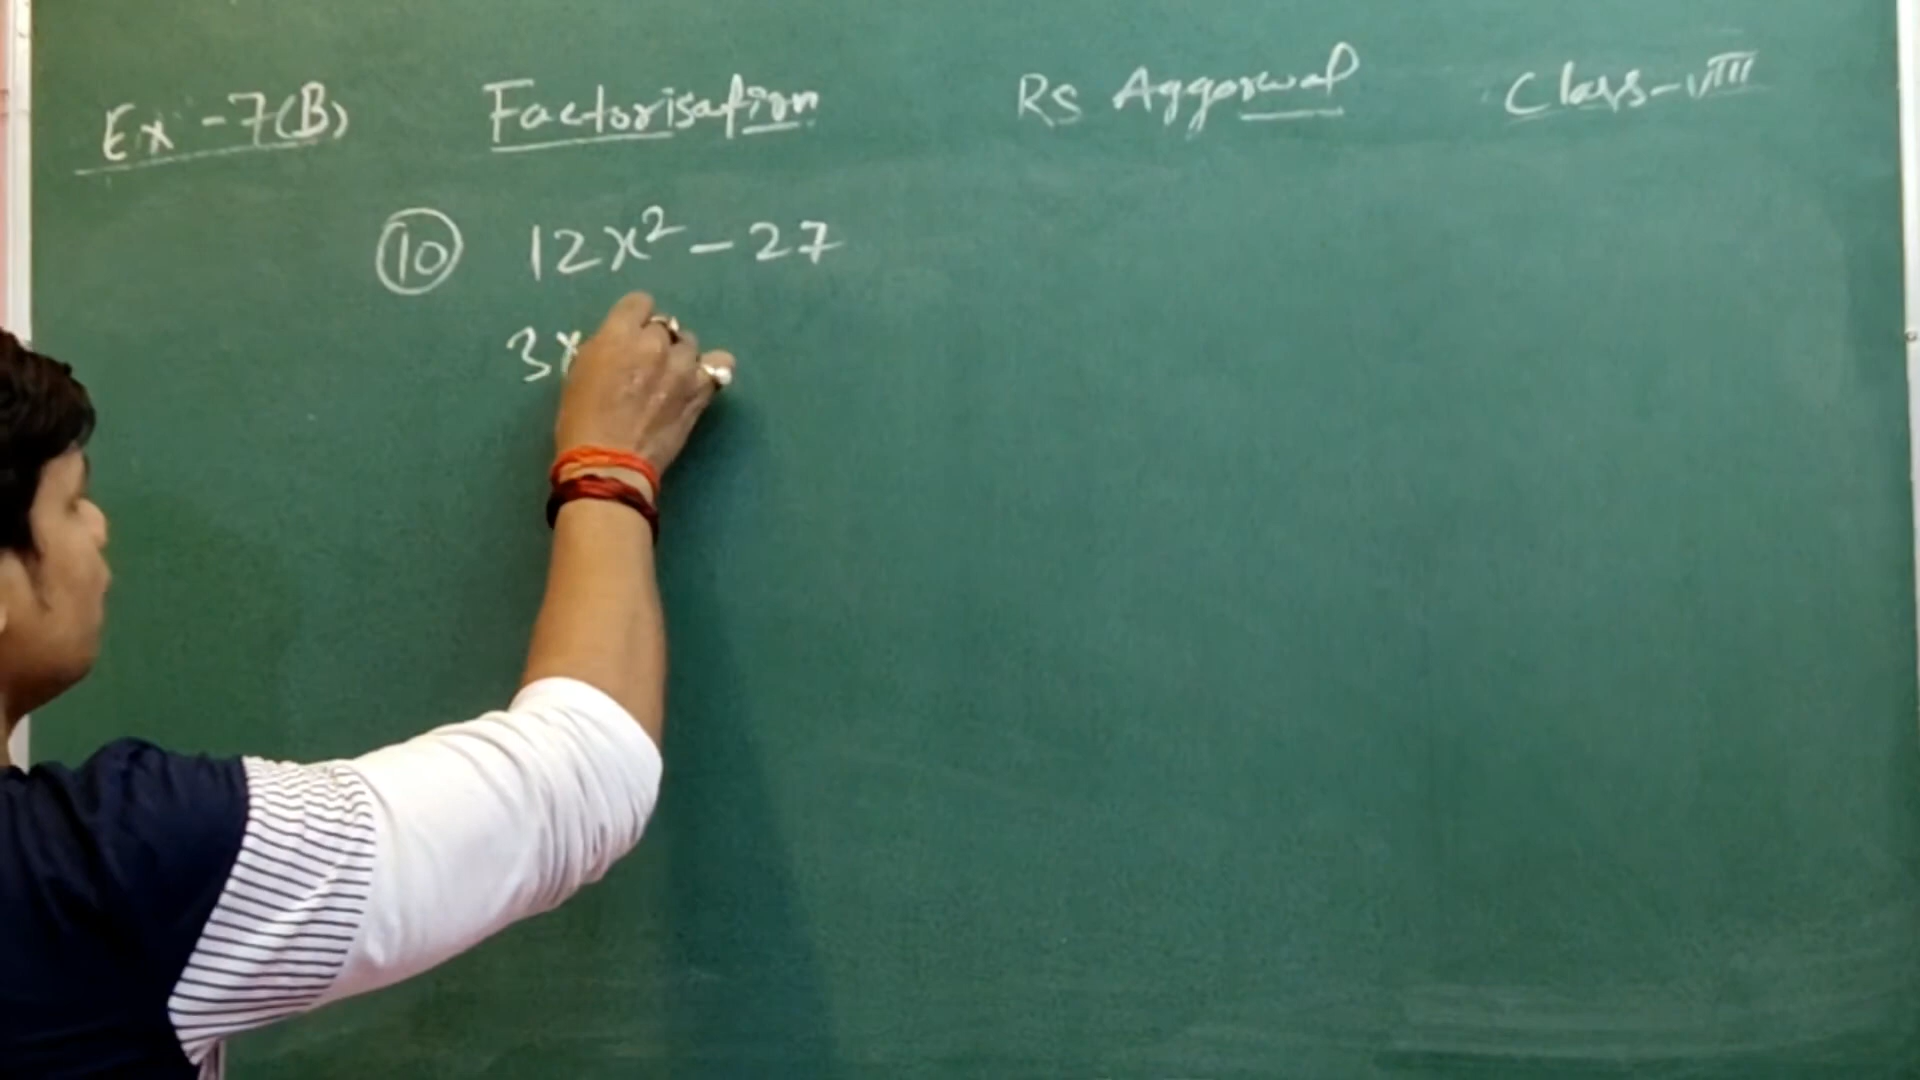 Ex-7(B) Factorisation RS Aggarwal Class-VIII
10 12x² - 27
3x